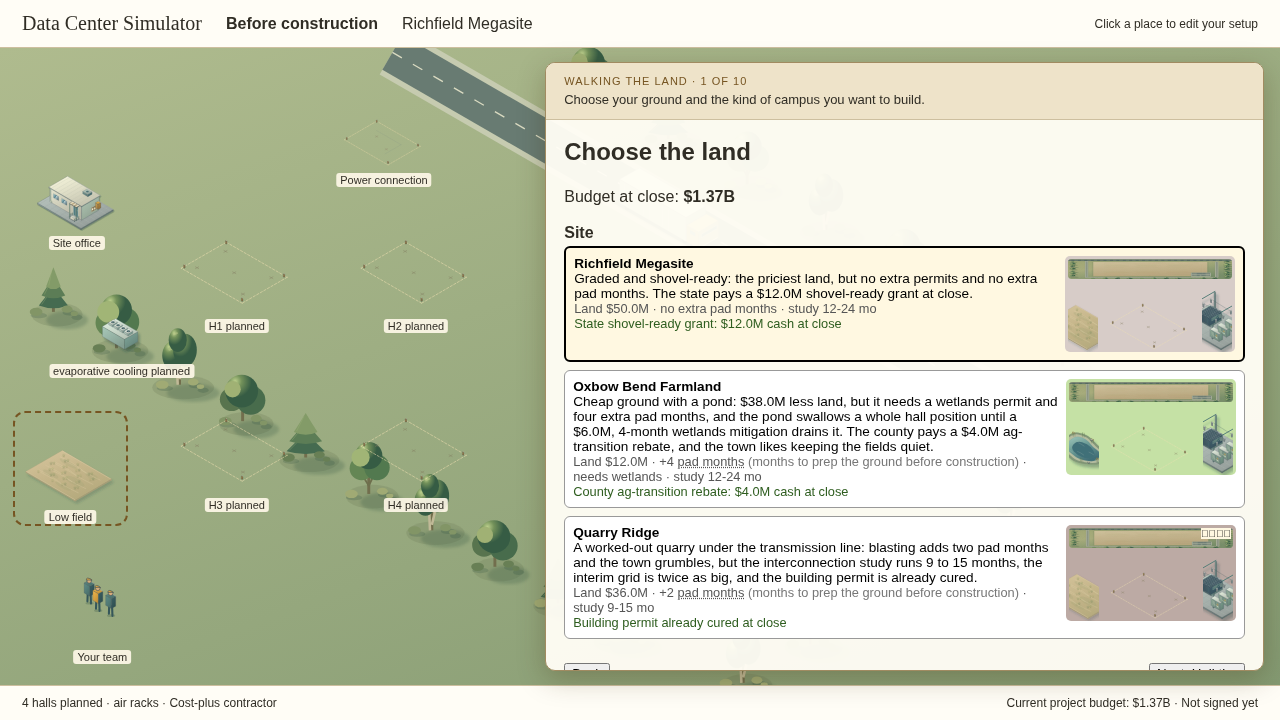 Data Center Simulator Before construction Richfield Megasite Click a place to edit your setup
WALKING THE LAND · 1 OF 10
Choose your ground and the kind of campus you want to build.
Choose the land
Budget at close: $1.37B
Site
Richfield Megasite
Graded and shovel-ready: the priciest land, but no extra permits and no extra
pad months. The state pays a $12.0M shovel-ready grant at close.
Land $50.0M · no extra pad months · study 12-24 mo
State shovel-ready grant: $12.0M cash at close
Oxbow Bend Farmland
Cheap ground with a pond: $38.0M less land, but it needs a wetlands permit and
four extra pad months, and the pond swallows a whole hall position until a
$6.0M, 4-month wetlands mitigation drains it. The county pays a $4.0M ag-
transition rebate, and the town likes keeping the fields quiet.
Land $12.0M · +4 pad months (months to prep the ground before construction) ·
needs wetlands · study 12-24 mo
County ag-transition rebate: $4.0M cash at close
Quarry Ridge
A worked-out quarry under the transmission line: blasting adds two pad months
and the town grumbles, but the interconnection study runs 9 to 15 months, the
interim grid is twice as big, and the building permit is already cured.
Land $36.0M · +2 pad months (months to prep the ground before construction) ·
study 9-15 mo
Building permit already cured at close
Power connection
Site office
H1 planned
H2 planned
evaporative cooling planned
H3 planned
H4 planned
Low field
Your team
4 halls planned · air racks · Cost-plus contractor
Current project budget: $1.37B · Not signed yet